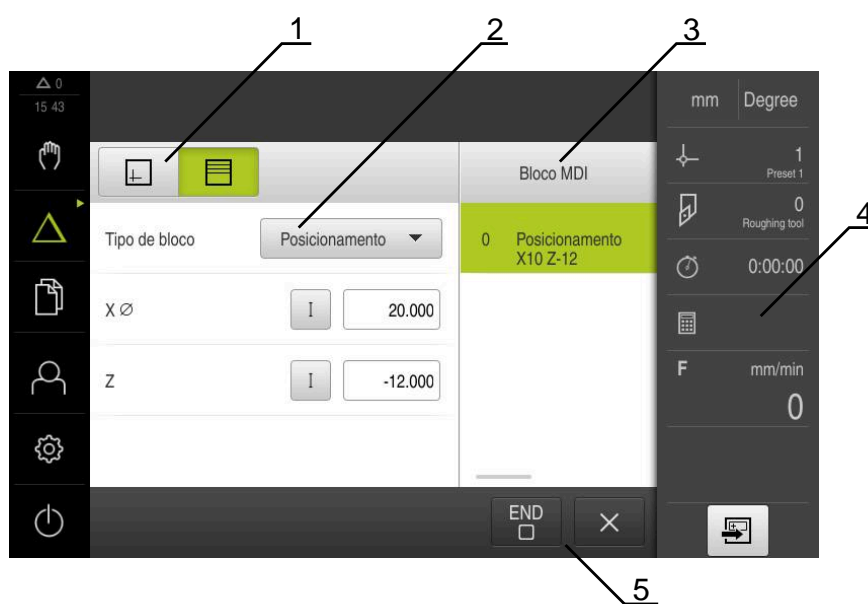 1
2
3
0
15 43
mm Degree
1
Preset 1
Bloco MDI
0
Roughing tool
4
Tipo de bloco Posicionamento
0 Posicionamento
X10 Z-12
0:00:00
X ∅ I 20.000
F mm/min
0
Z I -12.000
END
5